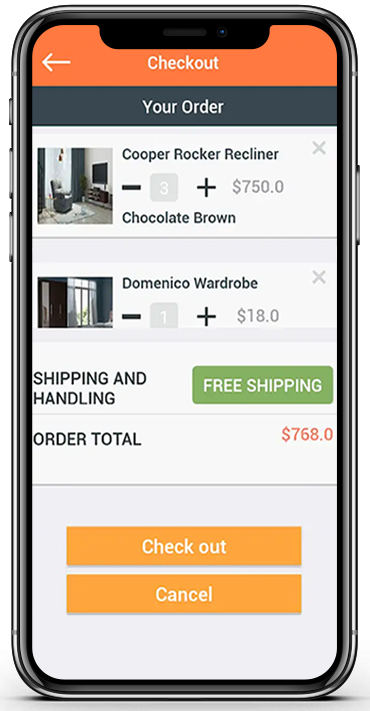 Checkout
Your Order
Cooper Rocker Recliner
3
$750.0
Chocolate Brown
Domenico Wardrobe
1
$18.0
SHIPPING AND
HANDLING
FREE SHIPPING
ORDER TOTAL
$768.0
Check out
Cancel